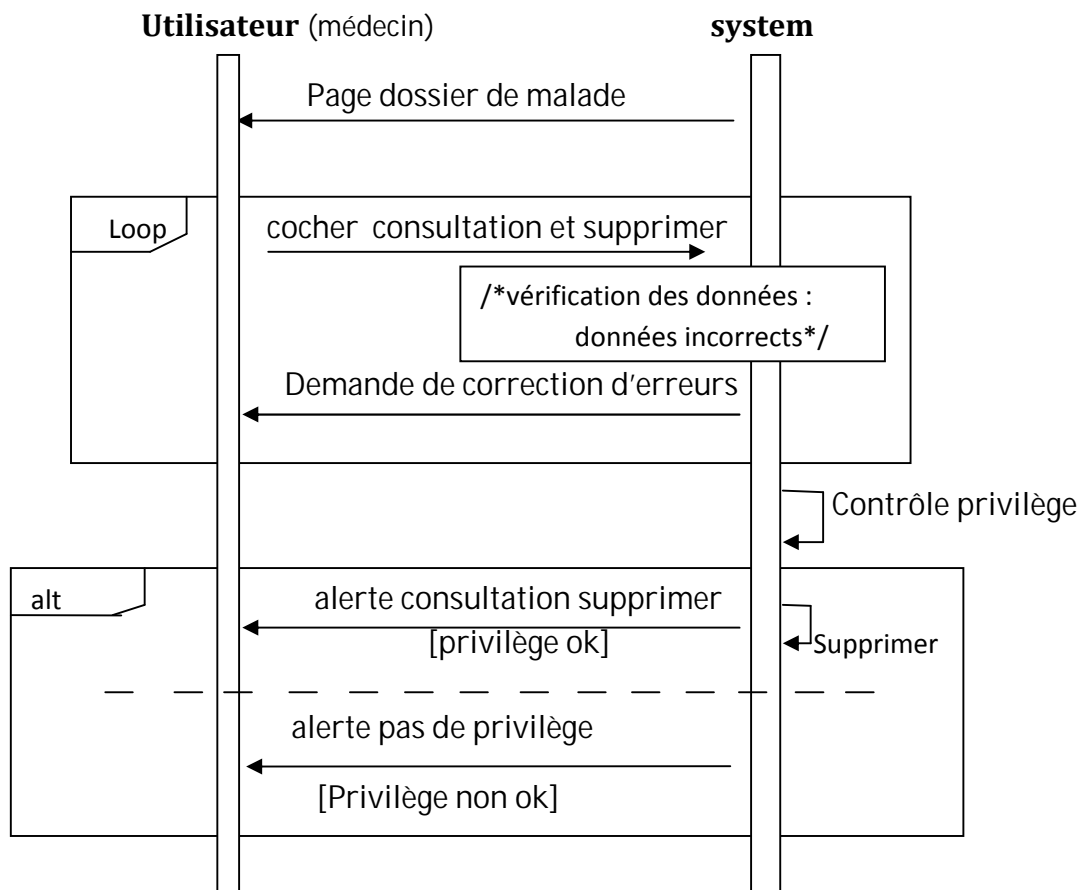 Utilisateur (médecin) system
Page dossier de malade
Loop cocher consultation et supprimer
/*vérification des données :
données incorrects*/
Demande de correction d'erreurs
Contrôle privilège
alt alerte consultation supprimer
[privilège ok] Supprimer
alerte pas de privilège
[Privilège non ok]